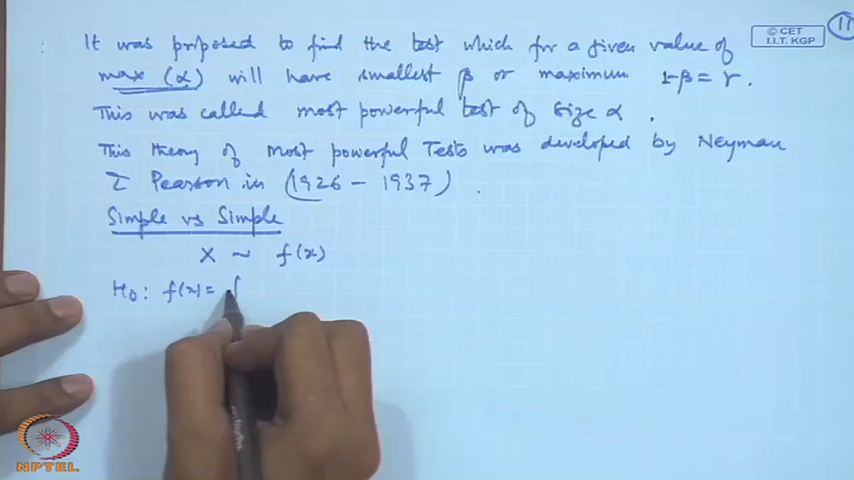 © CET
I.I.T. KGP
11
It was proposed to find the test which for a given value of
max (α) will have smallest β or maximum 1-β = γ.
This was called most powerful test of size α .
This theory of Most powerful Tests was developed by Neyman
& Pearson in (1926 - 1937) .
Simple vs Simple
X ~ f(x)
H₀: f(x) = f
NPTEL